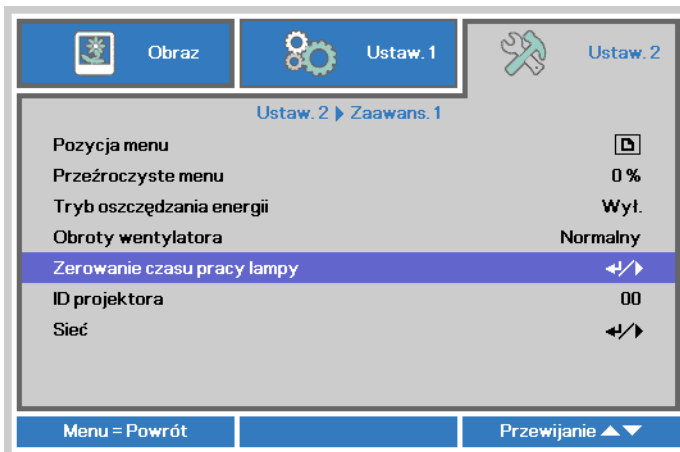 Obraz
Ustaw. 1
Ustaw. 2
Ustaw. 2 ▶ Zaawans. 1
Pozycja menu
Przeźroczyste menu 0 %
Tryb oszczędzania energii Wył.
Obroty wentylatora Normalny
Zerowanie czasu pracy lampy ↵/▶
ID projektora 00
Sieć ↵/▶
Menu = Powrót
Przewijanie ▲▼